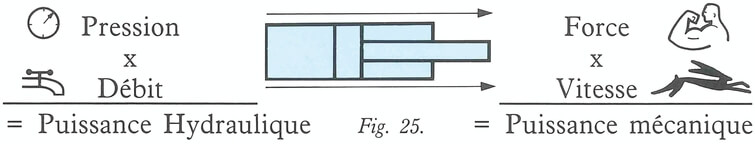 Pression
x
Débit
= Puissance Hydraulique
Fig. 25.
Force
x
Vitesse
= Puissance mécanique